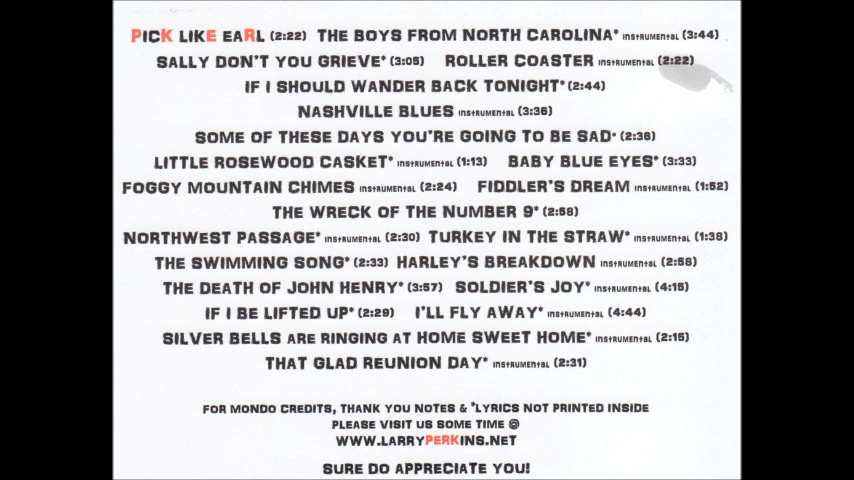 PICK LIKE EARL (2:22) THE BOYS FROM NORTH CAROLINA* INSTRUMENTAL (3:44)
SALLY DON'T YOU GRIEVE* (3:05) ROLLER COASTER INSTRUMENTAL (2:22)
IF I SHOULD WANDER BACK TONIGHT* (2:44)
NASHVILLE BLUES INSTRUMENTAL (3:36)
SOME OF THESE DAYS YOU'RE GOING TO BE SAD* (2:36)
LITTLE ROSEWOOD CASKET* INSTRUMENTAL (1:13) BABY BLUE EYES* (3:33)
FOGGY MOUNTAIN CHIMES INSTRUMENTAL (2:24) FIDDLER'S DREAM INSTRUMENTAL (1:52)
THE WRECK OF THE NUMBER 9* (2:58)
NORTHWEST PASSAGE* INSTRUMENTAL (2:30) TURKEY IN THE STRAW* INSTRUMENTAL (1:38)
THE SWIMMING SONG* (2:33) HARLEY'S BREAKDOWN INSTRUMENTAL (2:58)
THE DEATH OF JOHN HENRY* (3:57) SOLDIER'S JOY* INSTRUMENTAL (4:15)
IF I BE LIFTED UP* (2:29) I'LL FLY AWAY* INSTRUMENTAL (4:44)
SILVER BELLS ARE RINGING AT HOME SWEET HOME* INSTRUMENTAL (2:15)
THAT GLAD REUNION DAY* INSTRUMENTAL (2:31)
FOR MONDO CREDITS, THANK YOU NOTES & *LYRICS NOT PRINTED INSIDE
PLEASE VISIT US SOME TIME @
WWW.LARRYPERKINS.NET
SURE DO APPRECIATE YOU!